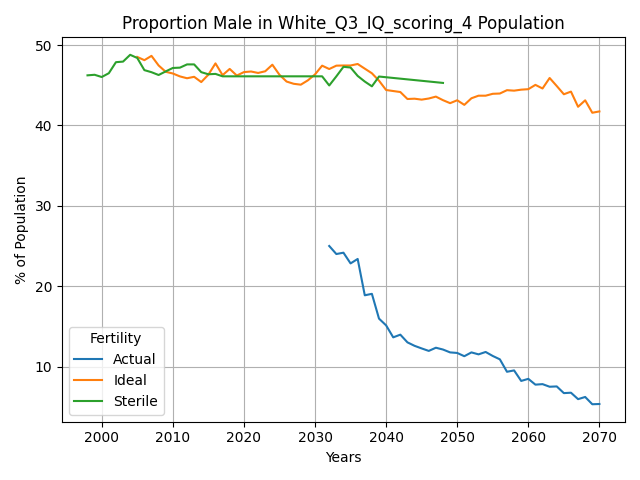 Proportion Male in White_Q3_IQ_scoring_4 Population
% of Population
50
40
30
20
10
Fertility
Actual
Ideal
Sterile
2000 2010 2020 2030 2040 2050 2060 2070
Years